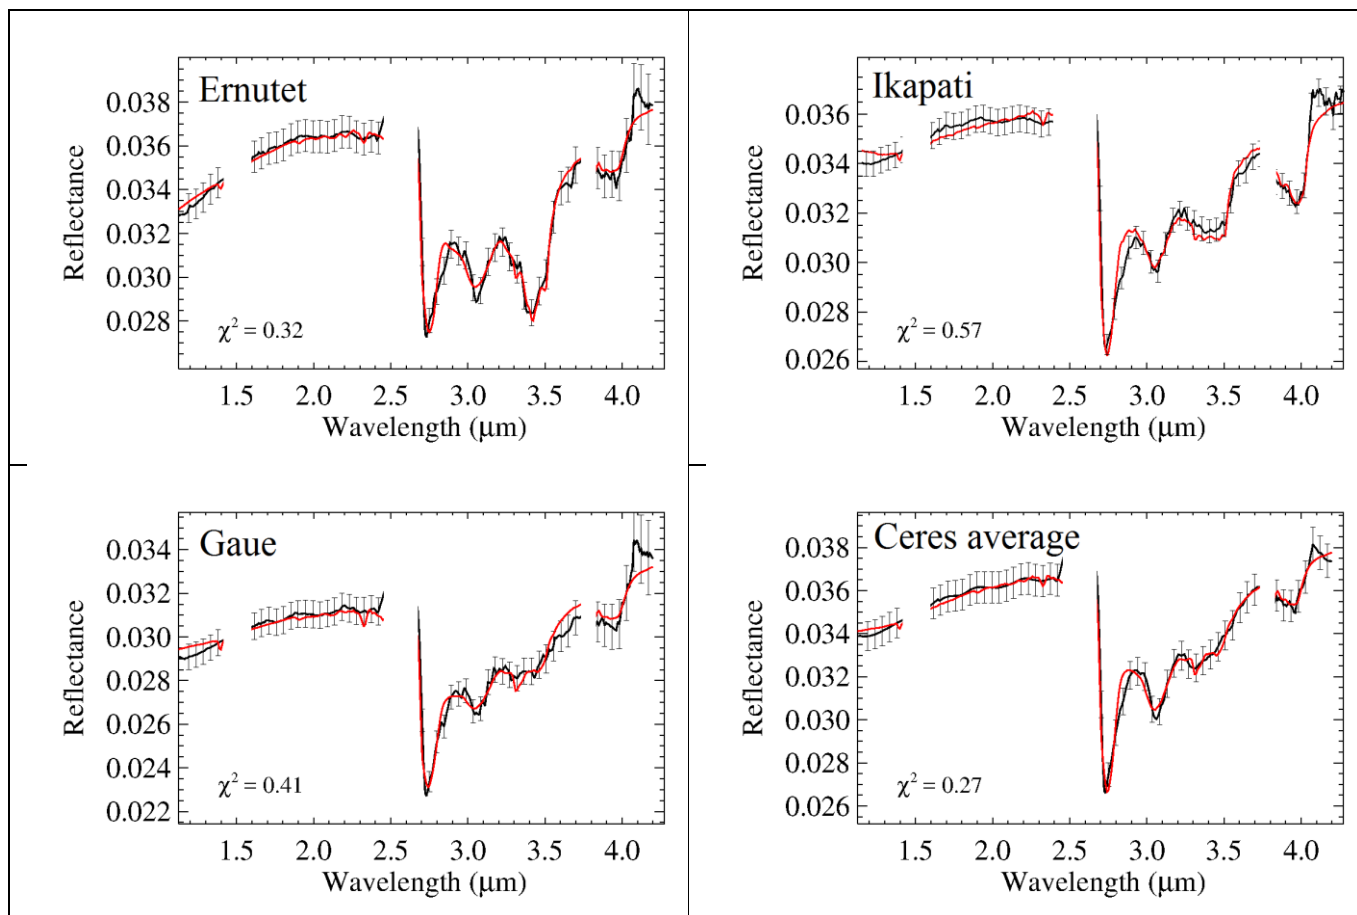 Ernutet
0.038
0.036
0.034
0.032
0.030
0.028
Reflectance
χ² = 0.32
1.5 2.0 2.5 3.0 3.5 4.0
Wavelength (μm)
Ikapati
0.036
0.034
0.032
0.030
0.028
0.026
Reflectance
χ² = 0.57
1.5 2.0 2.5 3.0 3.5 4.0
Wavelength (μm)
Gaue
0.034
0.032
0.030
0.028
0.026
0.024
0.022
Reflectance
χ² = 0.41
1.5 2.0 2.5 3.0 3.5 4.0
Wavelength (μm)
Ceres average
0.038
0.036
0.034
0.032
0.030
0.028
0.026
Reflectance
χ² = 0.27
1.5 2.0 2.5 3.0 3.5 4.0
Wavelength (μm)